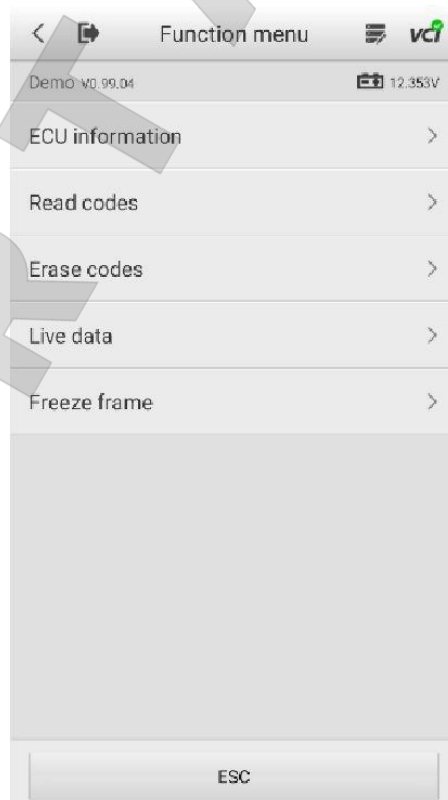 Function menu
VCI
Demo V0.99.04
12.353V
ECU information
Read codes
Erase codes
Live data
Freeze frame
ESC